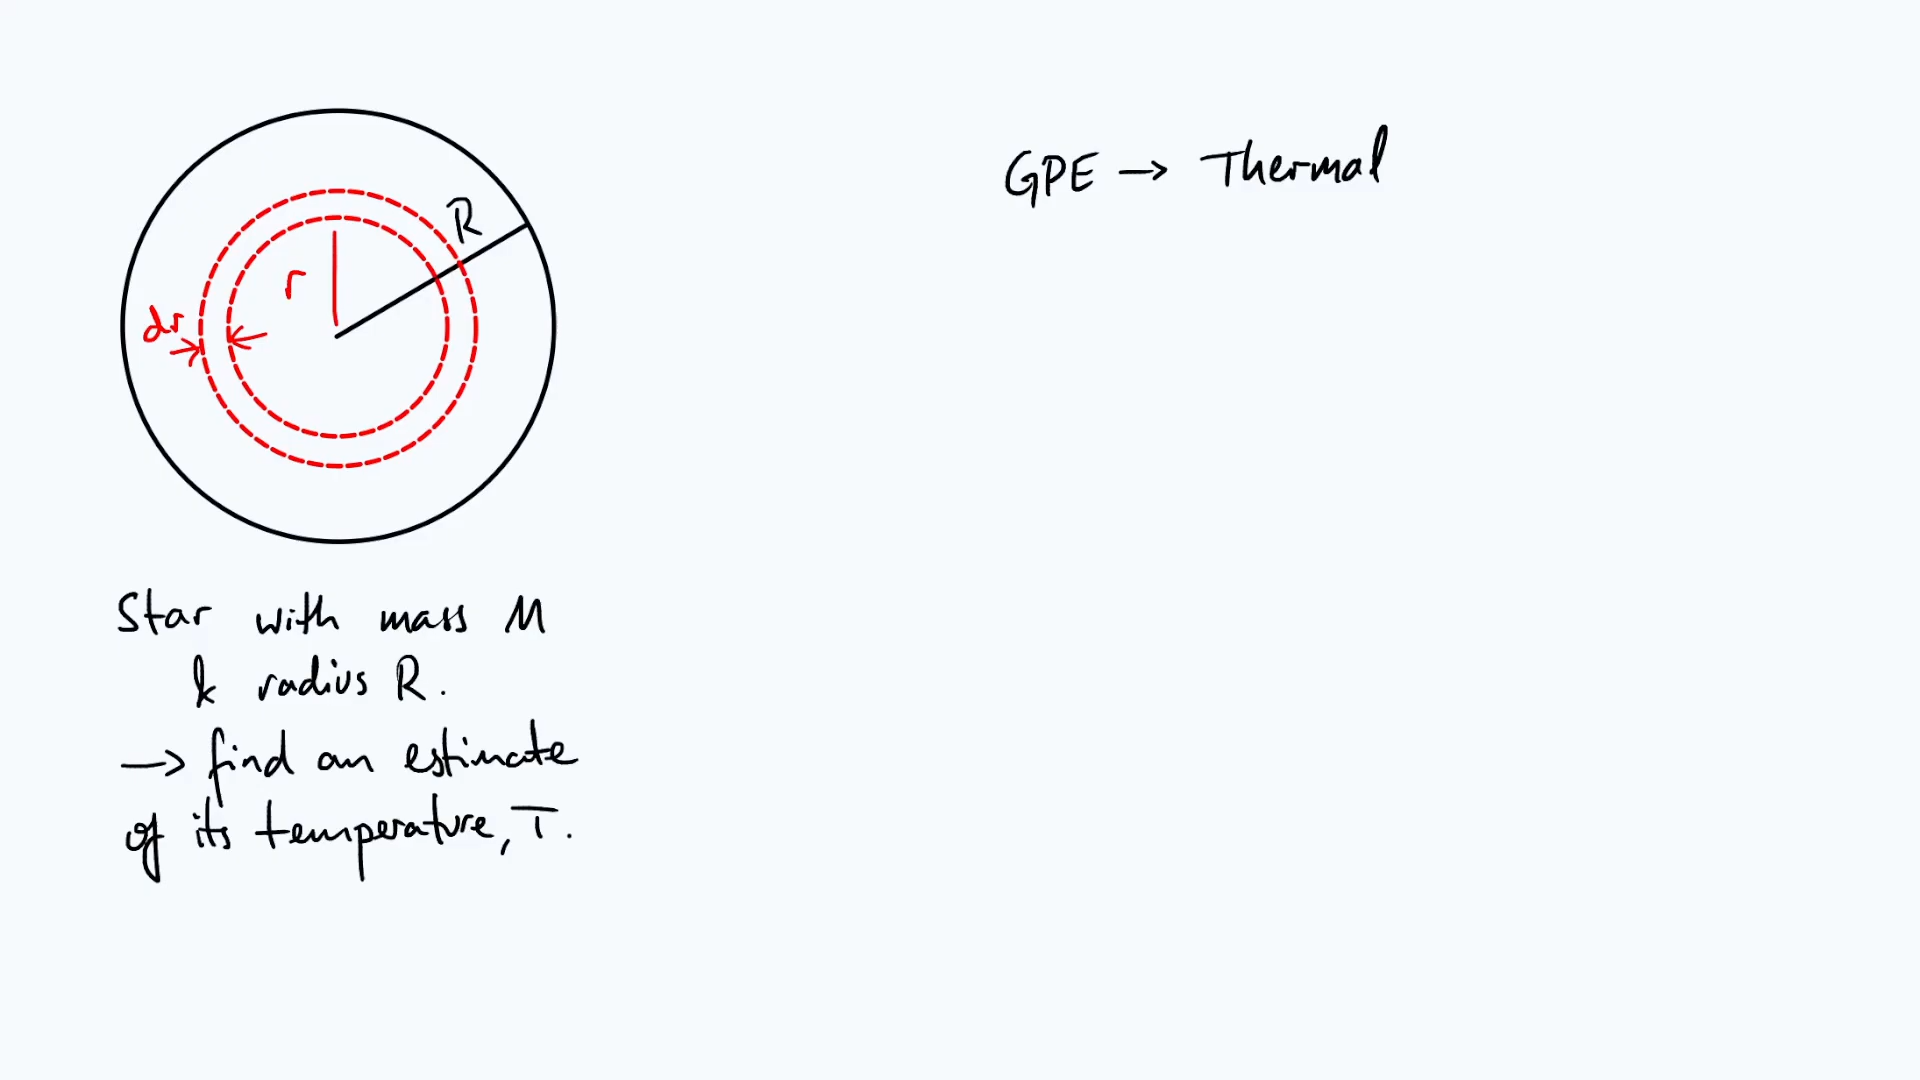 R
r
dr
Star with mass M
& radius R.
→ find an estimate
of its temperature, T.
GPE → Thermal